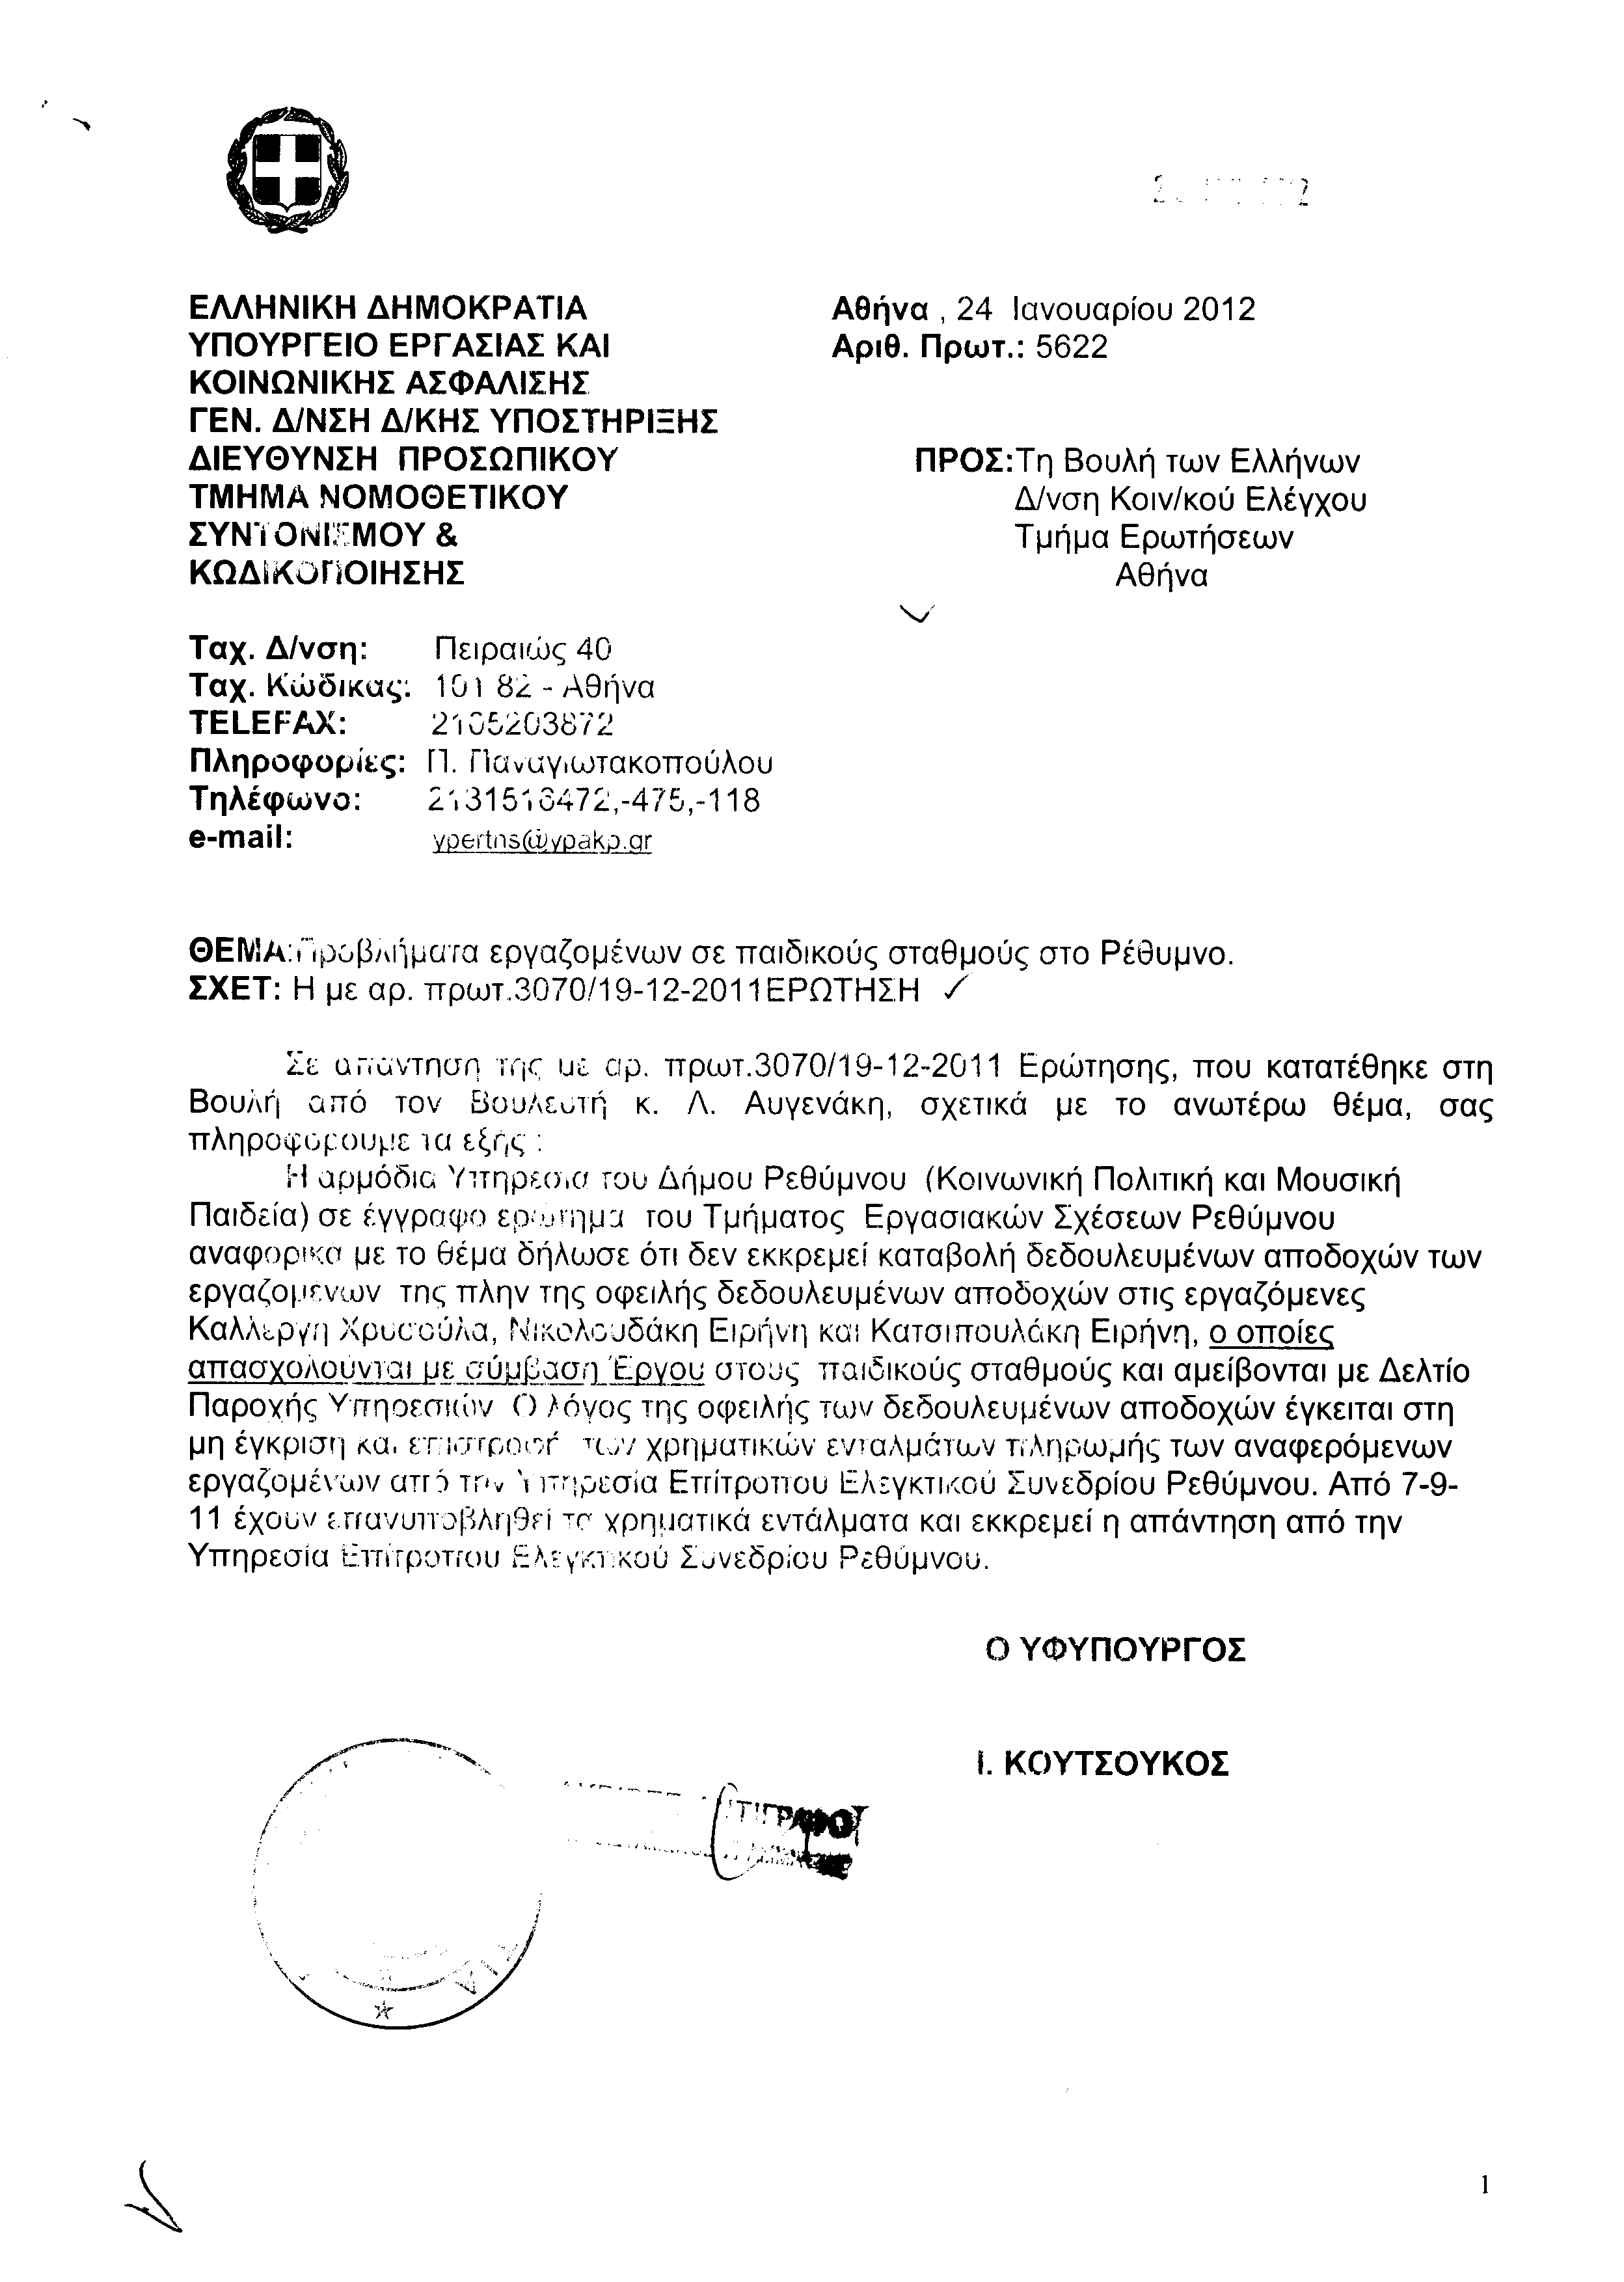 ΕΛΛΗΝΙΚΗ ΔΗΜΟΚΡΑΤΙΑ
ΥΠΟΥΡΓΕΙΟ ΕΡΓΑΣΙΑΣ ΚΑΙ
ΚΟΙΝΩΝΙΚΗΣ ΑΣΦΑΛΙΣΗΣ
ΓΕΝ. Δ/ΝΣΗ Δ/ΚΗΣ ΥΠΟΣΤΗΡΙΞΗΣ
ΔΙΕΥΘΥΝΣΗ ΠΡΟΣΩΠΙΚΟΥ
ΤΜΗΜΑ ΝΟΜΟΘΕΤΙΚΟΥ
ΣΥΝΤΟΝΙΣΜΟΥ &
ΚΩΔΙΚΟΠΟΙΗΣΗΣ
Αθήνα , 24 Ιανουαρίου 2012
Αριθ. Πρωτ.: 5622
ΠΡΟΣ:Τη Βουλή των Ελλήνων
Δ/νση Κοιν/κού Ελέγχου
Τμήμα Ερωτήσεων
Αθήνα
Ταχ. Δ/νση: Πειραιώς 40
Ταχ. Κώδικας: 101 82 - Αθήνα
TELEFAX: 2105203872
Πληροφορίες: Π. Παναγιωτακοπούλου
Τηλέφωνο: 2131516472,-475,-118
e-mail: ypertns@ypakp.gr
ΘΕΜΑ:Προβλήματα εργαζομένων σε παιδικούς σταθμούς στο Ρέθυμνο.
ΣΧΕΤ: Η με αρ. πρωτ.3070/19-12-2011ΕΡΩΤΗΣΗ
Σε απάντηση της με αρ. πρωτ.3070/19-12-2011 Ερώτησης, που κατατέθηκε στη
Βουλή από τον Βουλευτή κ. Λ. Αυγενάκη, σχετικά με το ανωτέρω θέμα, σας
πληροφορούμε τα εξής :
Η αρμόδια Υπηρεσία του Δήμου Ρεθύμνου (Κοινωνική Πολιτική και Μουσική
Παιδεία) σε έγγραφο ερώτημα του Τμήματος Εργασιακών Σχέσεων Ρεθύμνου
αναφορικά με το θέμα δήλωσε ότι δεν εκκρεμεί καταβολή δεδουλευμένων αποδοχών των
εργαζομένων της πλην της οφειλής δεδουλευμένων αποδοχών στις εργαζόμενες
Καλλέργη Χρυσούλα, Νικολουδάκη Ειρήνη και Κατσιπουλάκη Ειρήνη, ο οποίες
απασχολούνται με σύμβαση Έργου στους παιδικούς σταθμούς και αμείβονται με Δελτίο
Παροχής Υπηρεσιών Ο λόγος της οφειλής των δεδουλευμένων αποδοχών έγκειται στη
μη έγκριση και επιστροφή των χρηματικών ενταλμάτων πληρωμής των αναφερόμενων
εργαζομένων από την Υπηρεσία Επίτροπου Ελεγκτικού Συνεδρίου Ρεθύμνου. Από 7-9-
11 έχουν επανυποβληθεί τα χρηματικά εντάλματα και εκκρεμεί η απάντηση από την
Υπηρεσία Επίτροπου Ελεγκτικού Συνεδρίου Ρεθύμνου.
Ο ΥΦΥΠΟΥΡΓΟΣ
Ι. ΚΟΥΤΣΟΥΚΟΣ
1